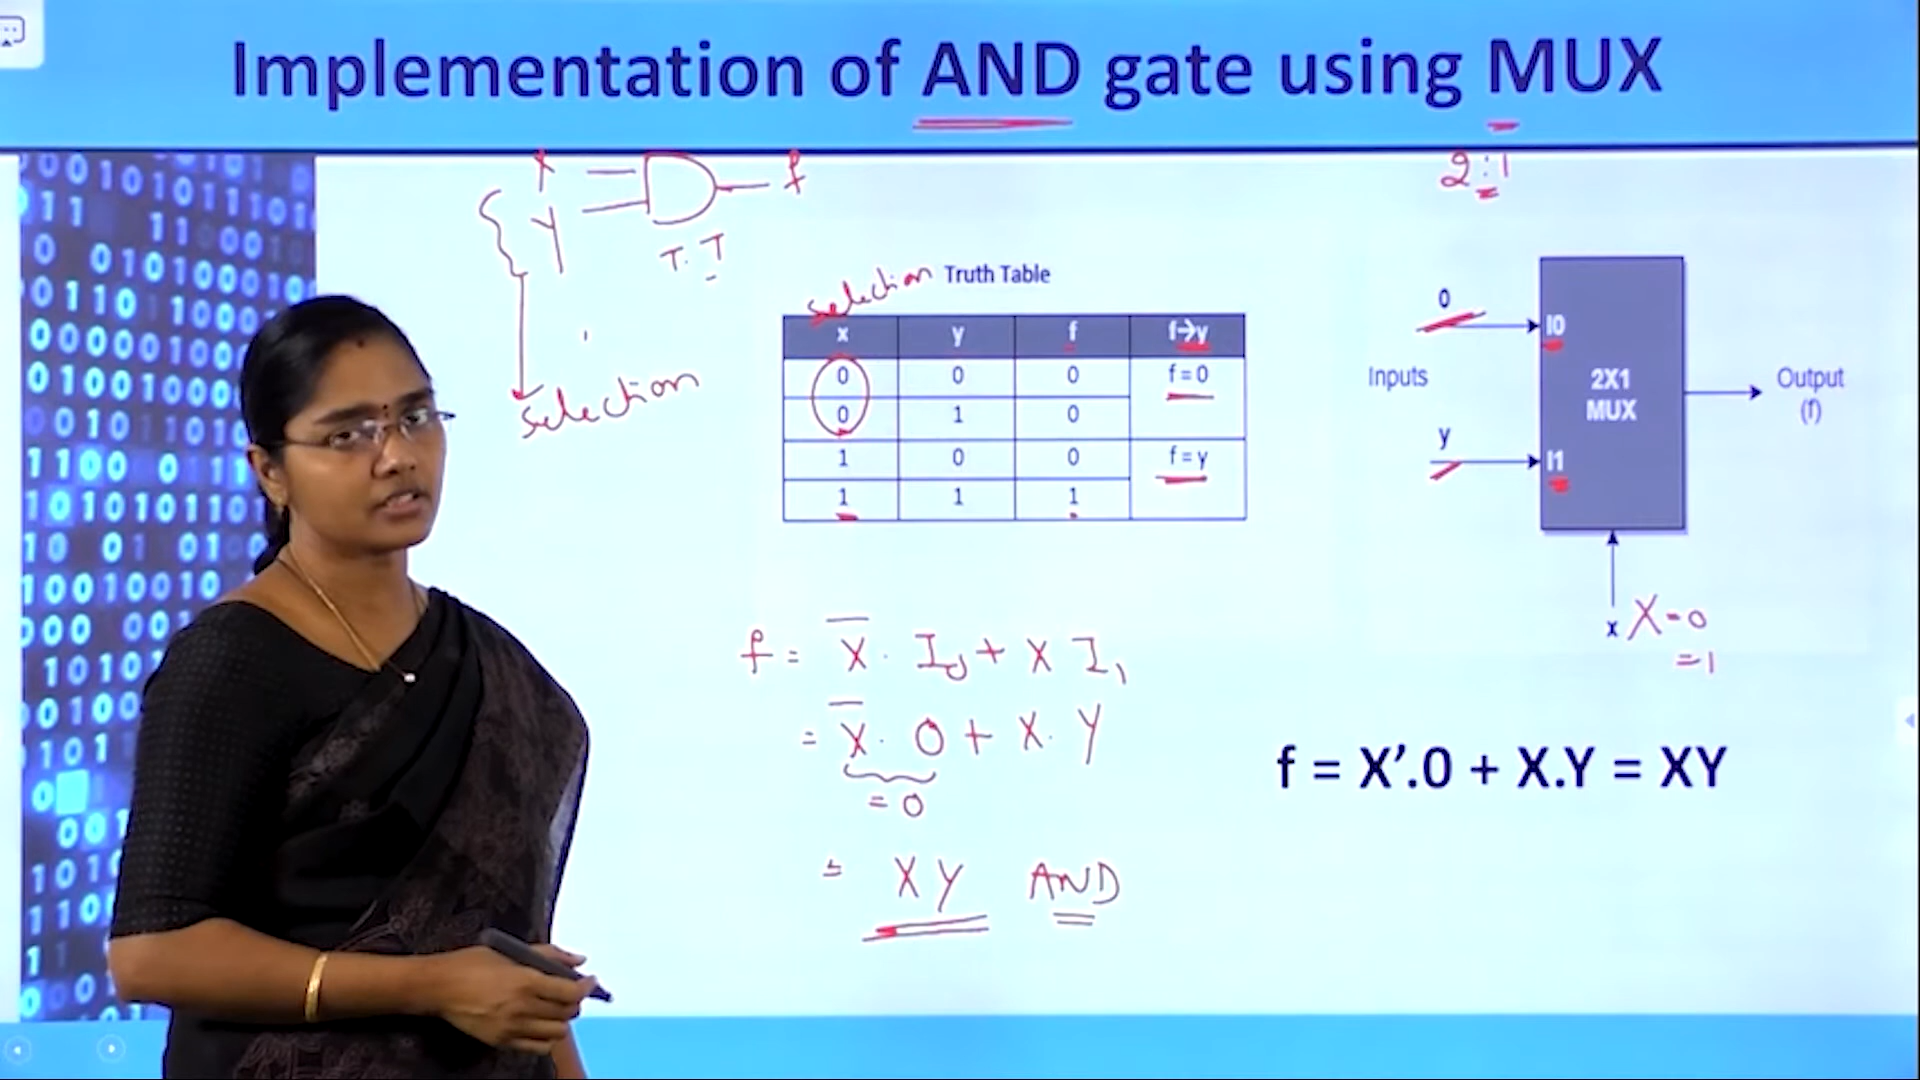 Implementation of AND gate using MUX
2:1
X
f
Y
T.T
selection
selection
Truth Table
x y f f→y
0 0 0 f=0
0 1 0
1 0 0 f=y
1 1 1
0
I0
Inputs
2X1
MUX
Output
(f)
y
I1
x X=0
=1
f = X̅ . I0 + X I1
= X̅ . 0 + X . Y
= 0
= XY AND
f = X’.0 + X.Y = XY